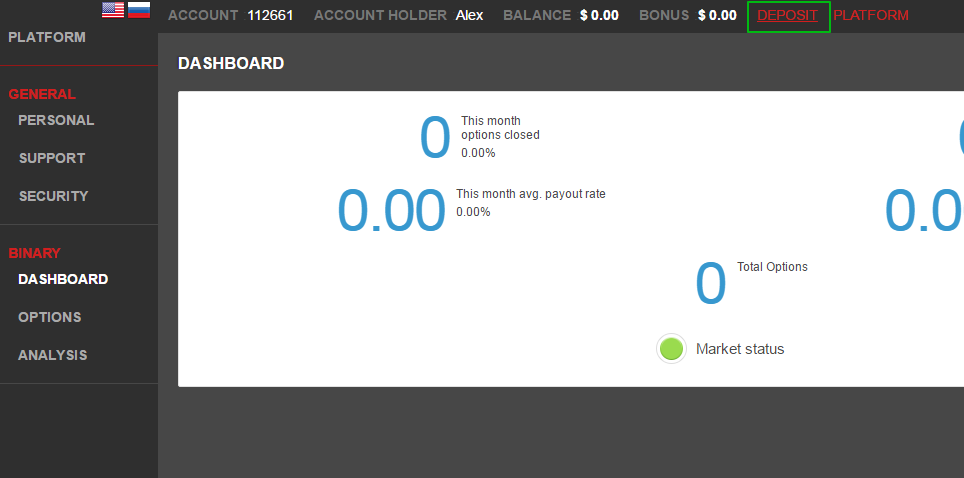 ACCOUNT 112661 ACCOUNT HOLDER Alex BALANCE $ 0.00 BONUS $ 0.00 DEPOSIT PLATFORM
PLATFORM
GENERAL
PERSONAL
SUPPORT
SECURITY
BINARY
DASHBOARD
OPTIONS
ANALYSIS
DASHBOARD
0
This month
options closed
0.00%
0.00
This month avg. payout rate
0.00%
0.0
0
Total Options
Market status